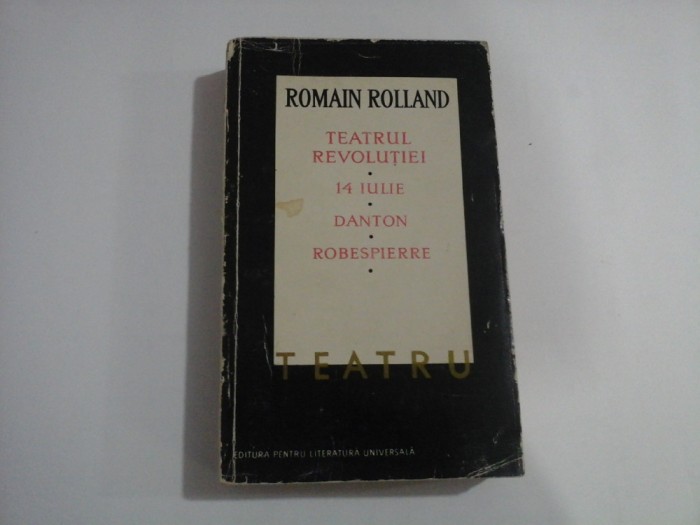 ROMAIN ROLLAND
TEATRUL
REVOLUȚIEI
•
14 IULIE
•
DANTON
•
ROBESPIERRE
•
TEATRU
EDITURA PENTRU LITERATURA UNIVERSALĂ